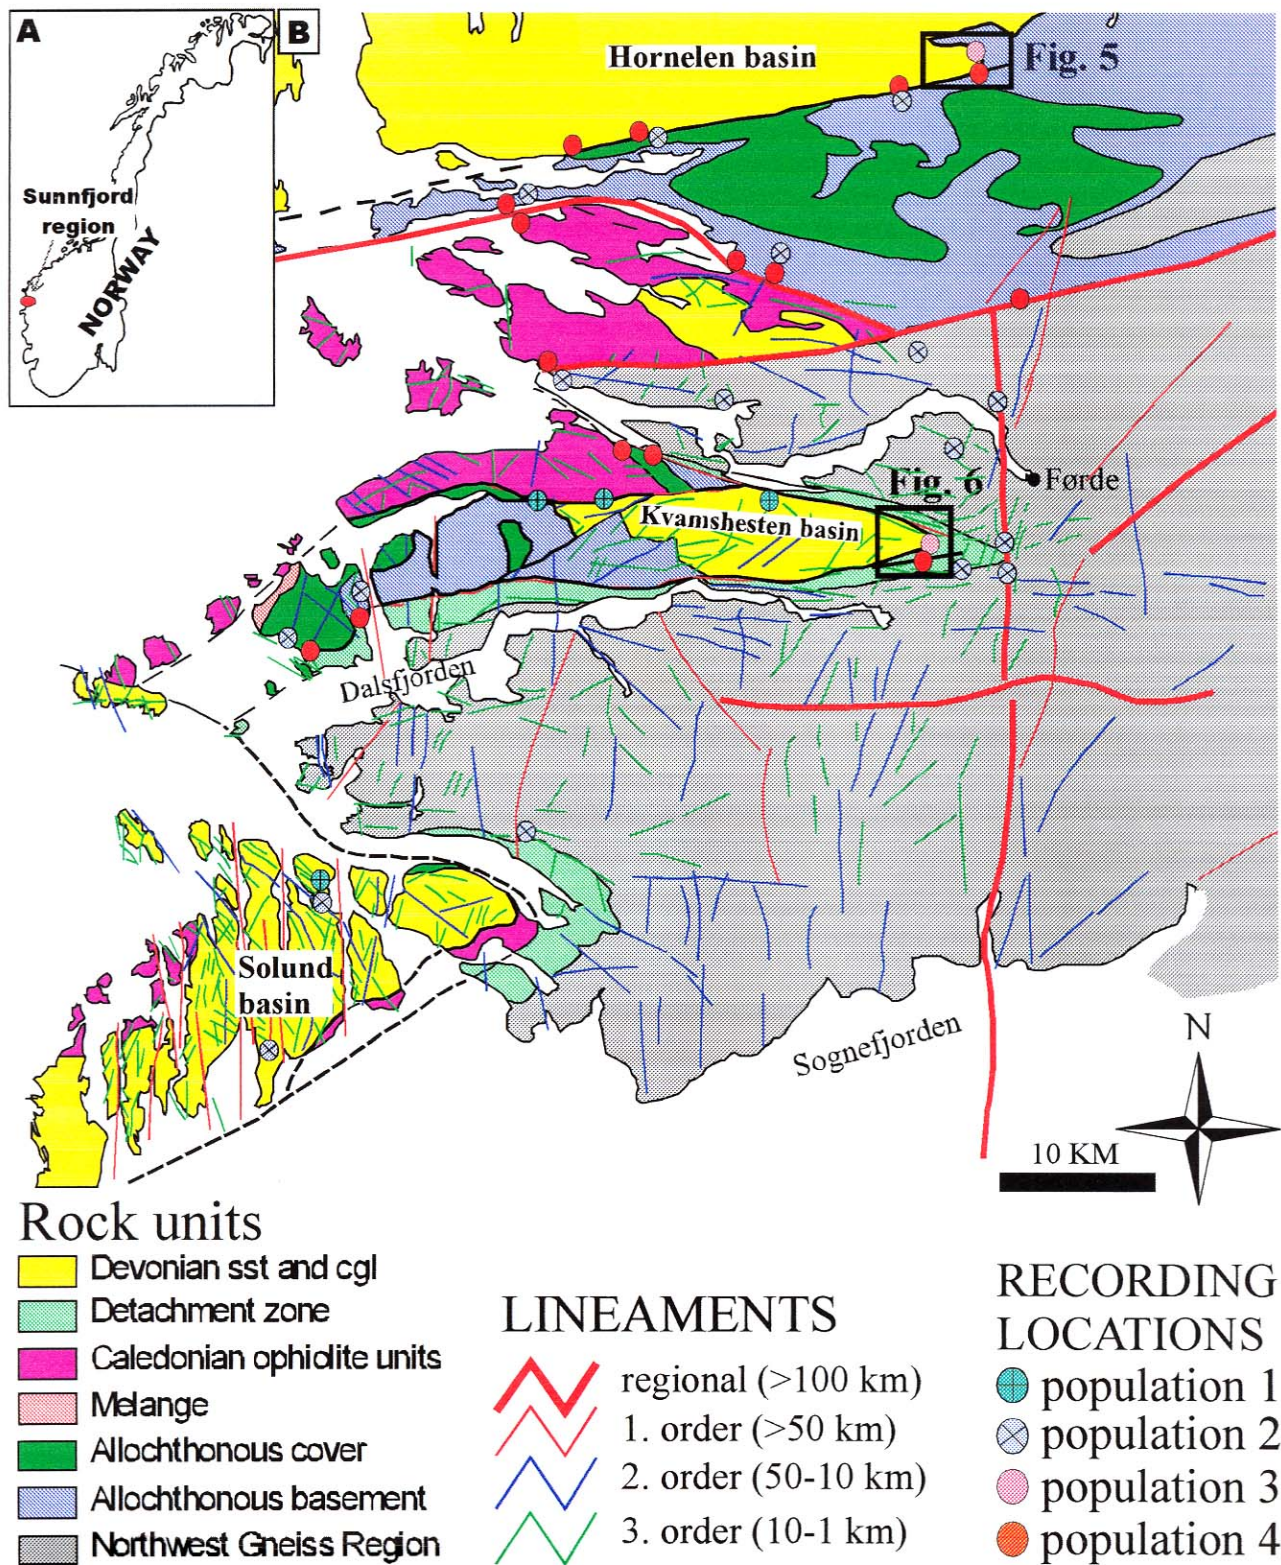 A
B
Hornelen basin
Fig. 5
Sunnfjord
region
NORWAY
Fig. 6
Førde
Kvamshesten basin
Dalsfjorden
Solund
basin
Sognefjorden
N
10 KM
Rock units
Devonian sst and cgl
Detachment zone
Caledonian ophiolite units
Melange
Allochthonous cover
Allochthonous basement
Northwest Gneiss Region
LINEAMENTS
regional (>100 km)
1. order (>50 km)
2. order (50-10 km)
3. order (10-1 km)
RECORDING
LOCATIONS
population 1
population 2
population 3
population 4